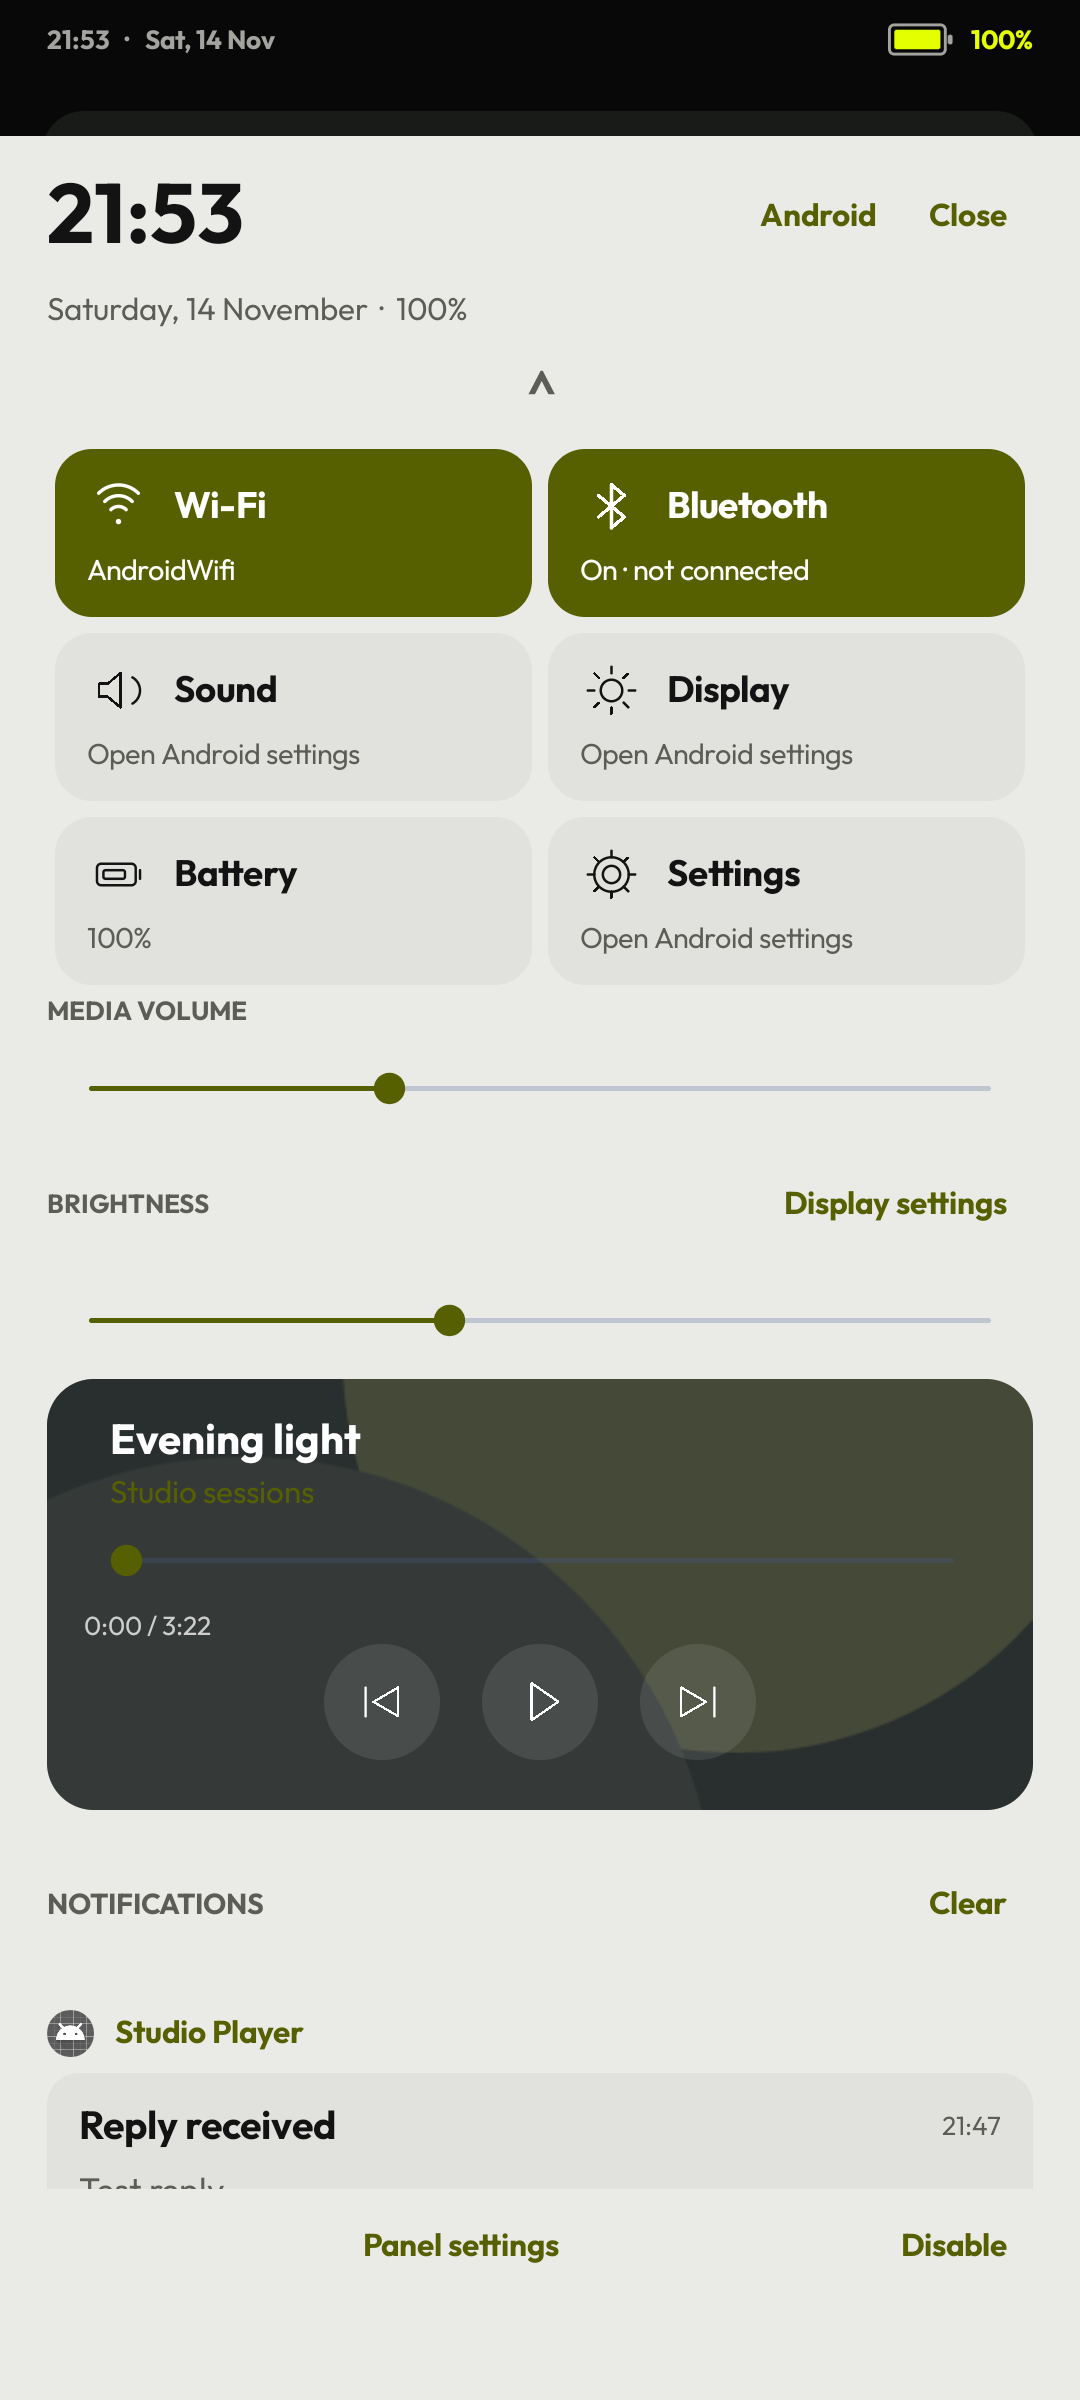 21:53 · Sat, 14 Nov
100%
21:53
Android
Close
Saturday, 14 November · 100%
Wi-Fi
AndroidWifi
Bluetooth
On · not connected
Sound
Open Android settings
Display
Open Android settings
Battery
100%
Settings
Open Android settings
MEDIA VOLUME
BRIGHTNESS
Display settings
Evening light
Studio sessions
0:00 / 3:22
NOTIFICATIONS
Clear
Studio Player
Reply received
21:47
Test reply
Panel settings
Disable